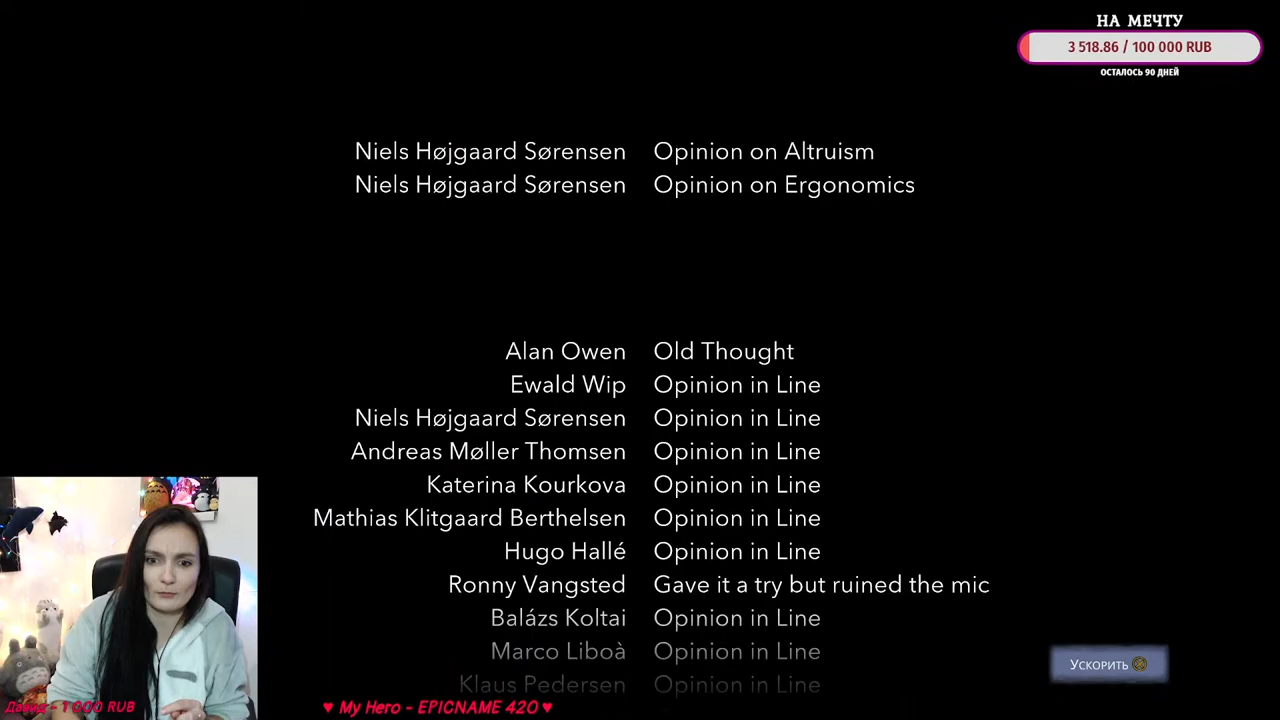 НА МЕЧТУ
3 518.86 / 100 000 RUB
ОСТАЛОСЬ 90 ДНЕЙ
Niels Højgaard Sørensen Opinion on Altruism
Niels Højgaard Sørensen Opinion on Ergonomics
Alan Owen Old Thought
Ewald Wip Opinion in Line
Niels Højgaard Sørensen Opinion in Line
Andreas Møller Thomsen Opinion in Line
Katerina Kourkova Opinion in Line
Mathias Klitgaard Berthelsen Opinion in Line
Hugo Hallé Opinion in Line
Ronny Vangsted Gave it a try but ruined the mic
Balázs Koltai Opinion in Line
Marco Liboà Opinion in Line
Klaus Pedersen Opinion in Line
Ускорить
Давид - 1 000 RUB
♥ My Hero - EPICNAME 420 ♥